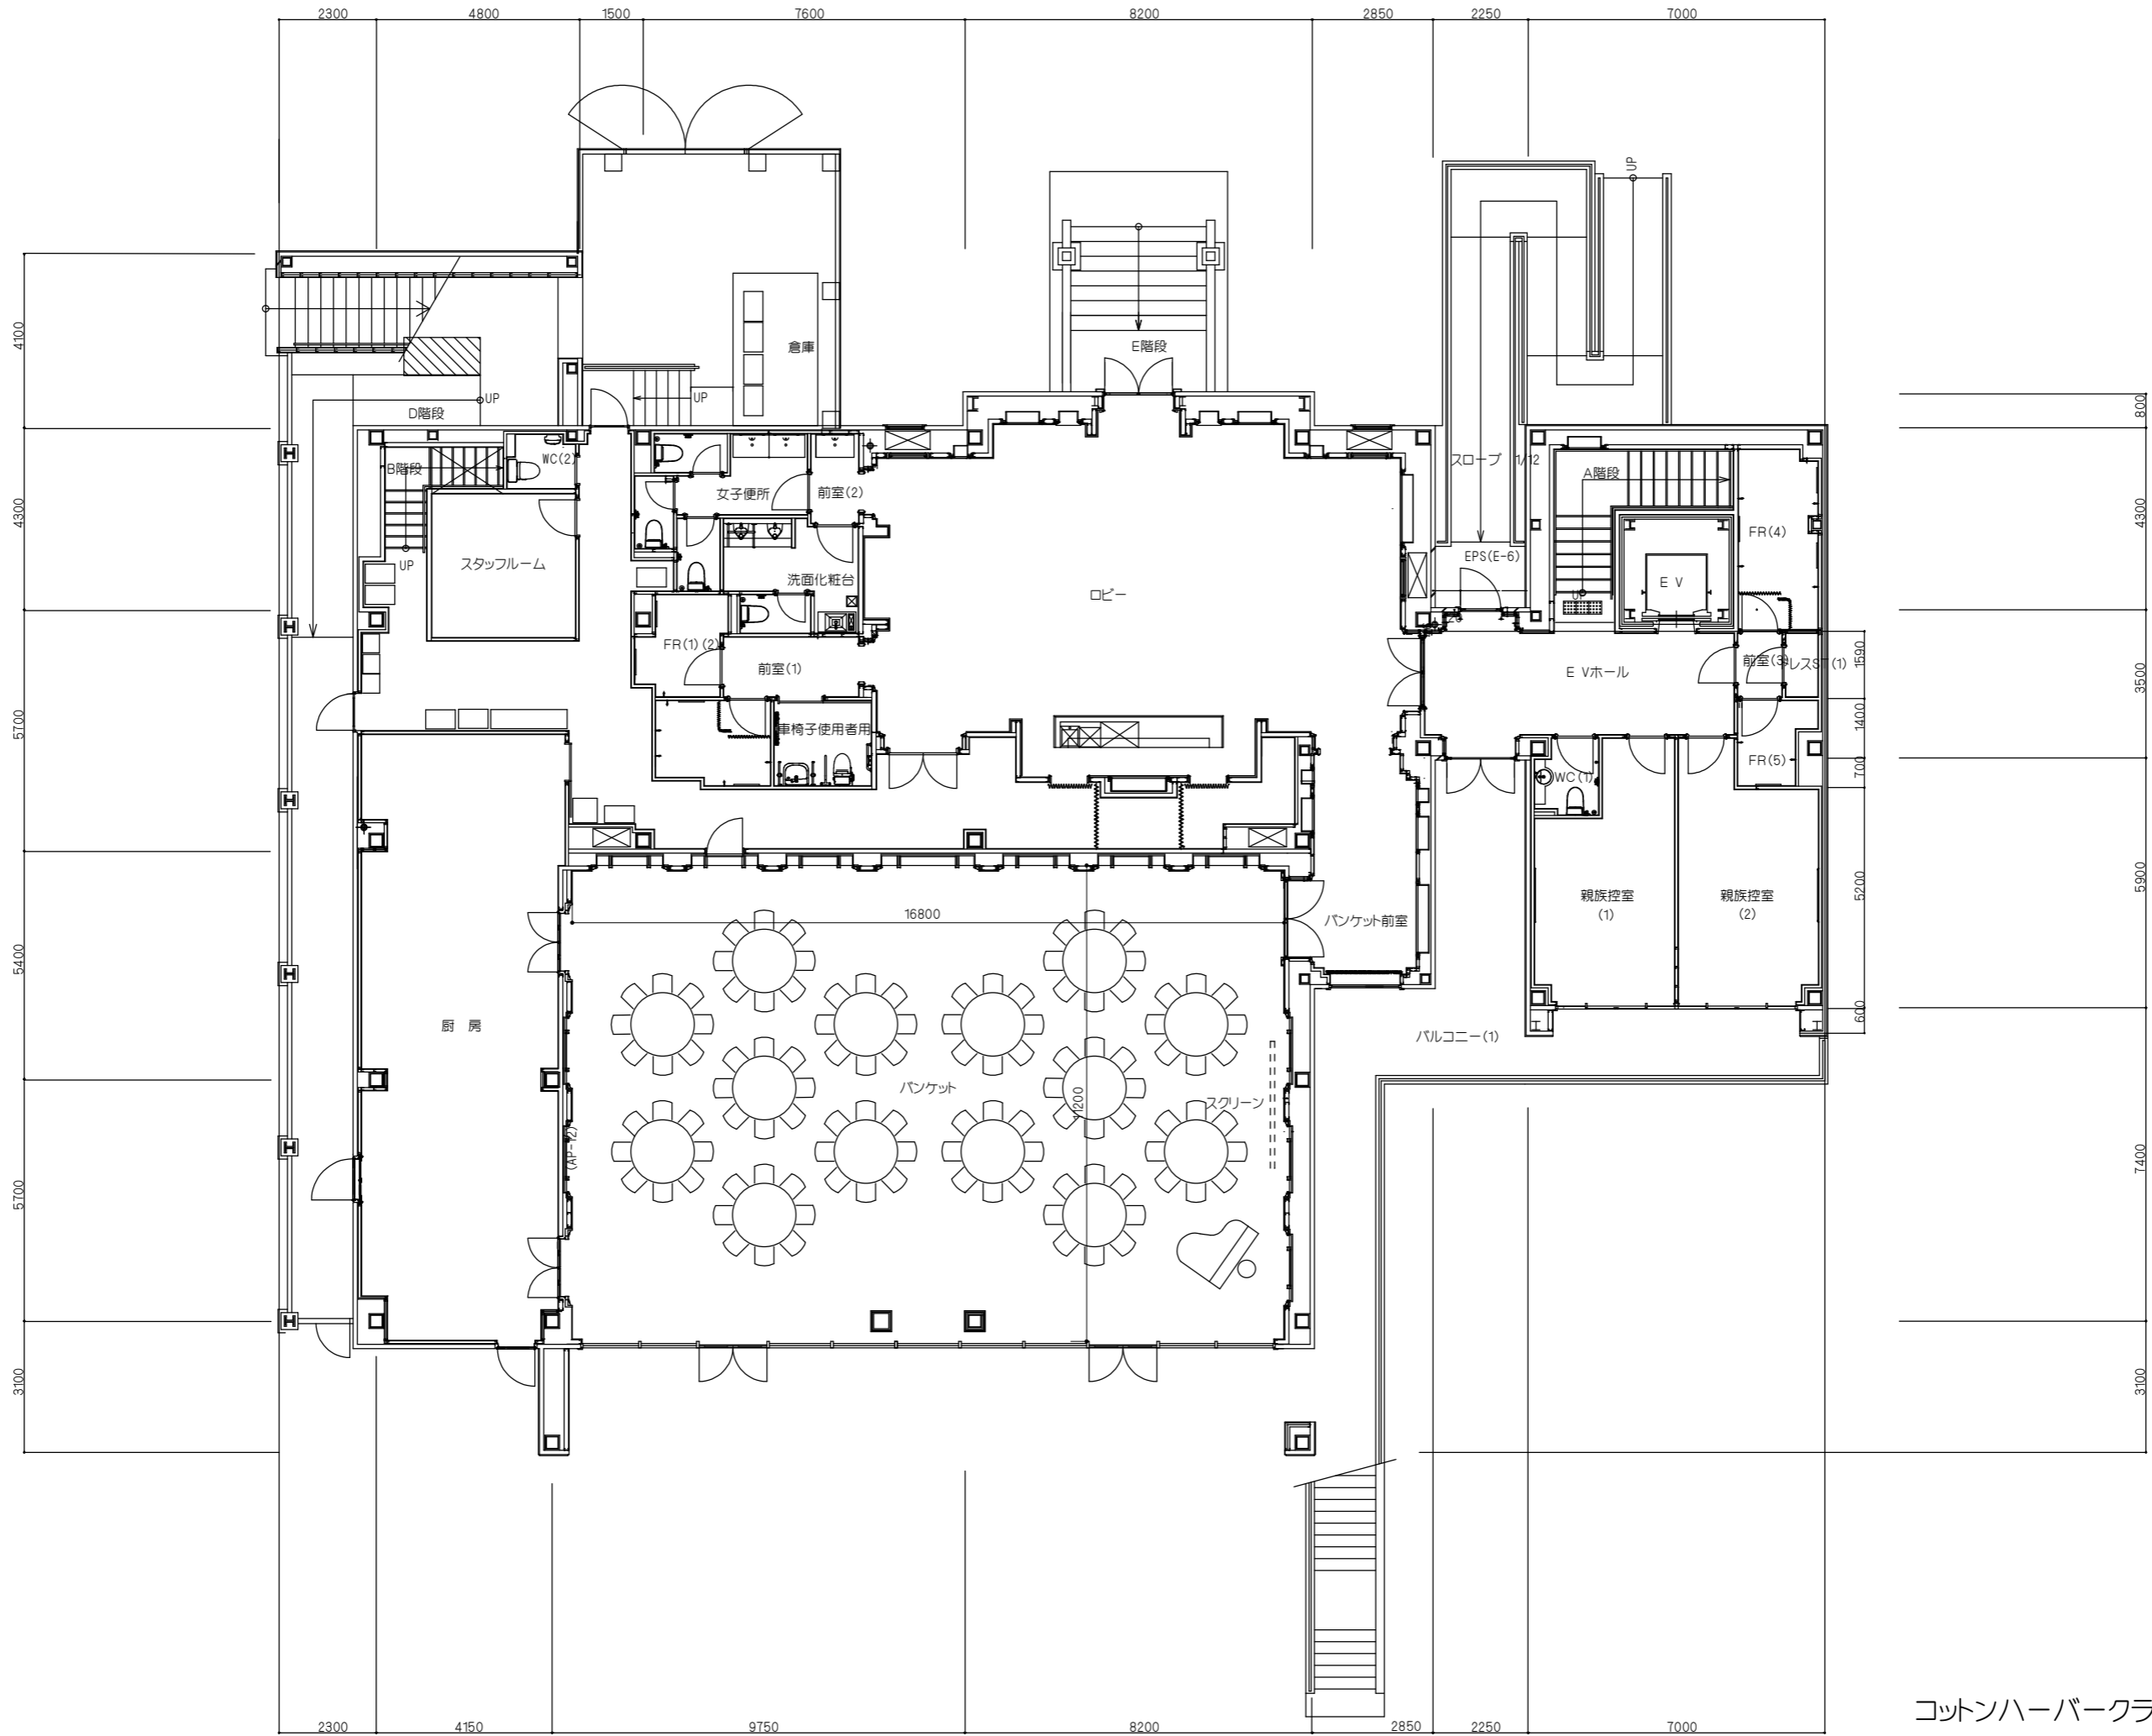 2300 4800 1500 7600 8200 2850 2250 7000
UP
倉庫
E階段
4100
UP
UP
D階段
800
WC(2)
B階段
スロープ 1/12
A階段
女子便所
前室(2)
4300
4300
FR(4)
EPS(E-6)
スタッフルーム
UP
洗面化粧台
E V
ロビー
UP
FR(1)(2)
前室(1)
E Vホール
前室(3)
1590
3500
1400
5700
車椅子使用者用
WC(1)
FR(5)
700
親族控室
(1)
親族控室
(2)
5200
5900
16800
バンケット前室
5400
厨 房
600
バルコニー(1)
バンケット
11200
スクリーン
(AP-12)
7400
5700
3100
3100
コットンハーバークラ
2300 4150 9750 8200 2850 2250 7000